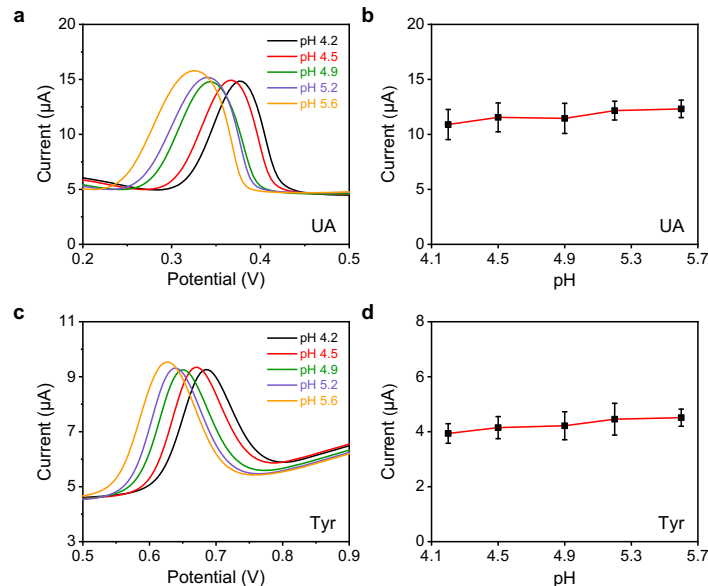 a
20
15
10
5
0
Current (µA)
pH 4.2
pH 4.5
pH 4.9
pH 5.2
pH 5.6
UA
0.2 0.3 0.4 0.5
Potential (V)
b
20
15
10
5
0
Current (µA)
UA
4.1 4.5 4.9 5.3 5.7
pH
c
11
9
7
5
3
Current (µA)
pH 4.2
pH 4.5
pH 4.9
pH 5.2
pH 5.6
Tyr
0.5 0.6 0.7 0.8 0.9
Potential (V)
d
8
6
4
2
0
Current (µA)
Tyr
4.1 4.5 4.9 5.3 5.7
pH